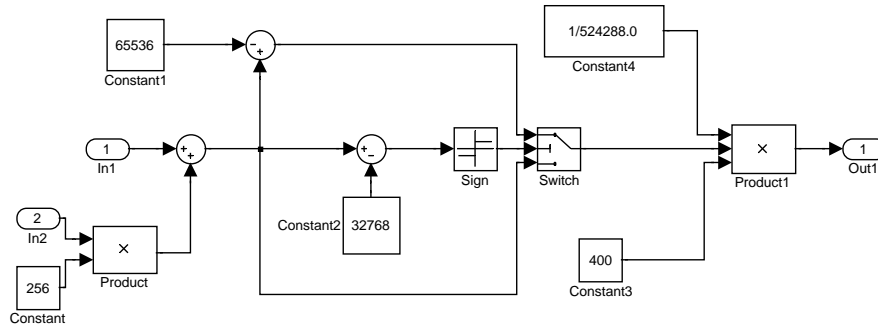 65536
Constant1
1/524288.0
Constant4
1
In1
Sign
Switch
×
Product1
1
Out1
2
In2
×
Product
Constant2
32768
256
Constant
400
Constant3